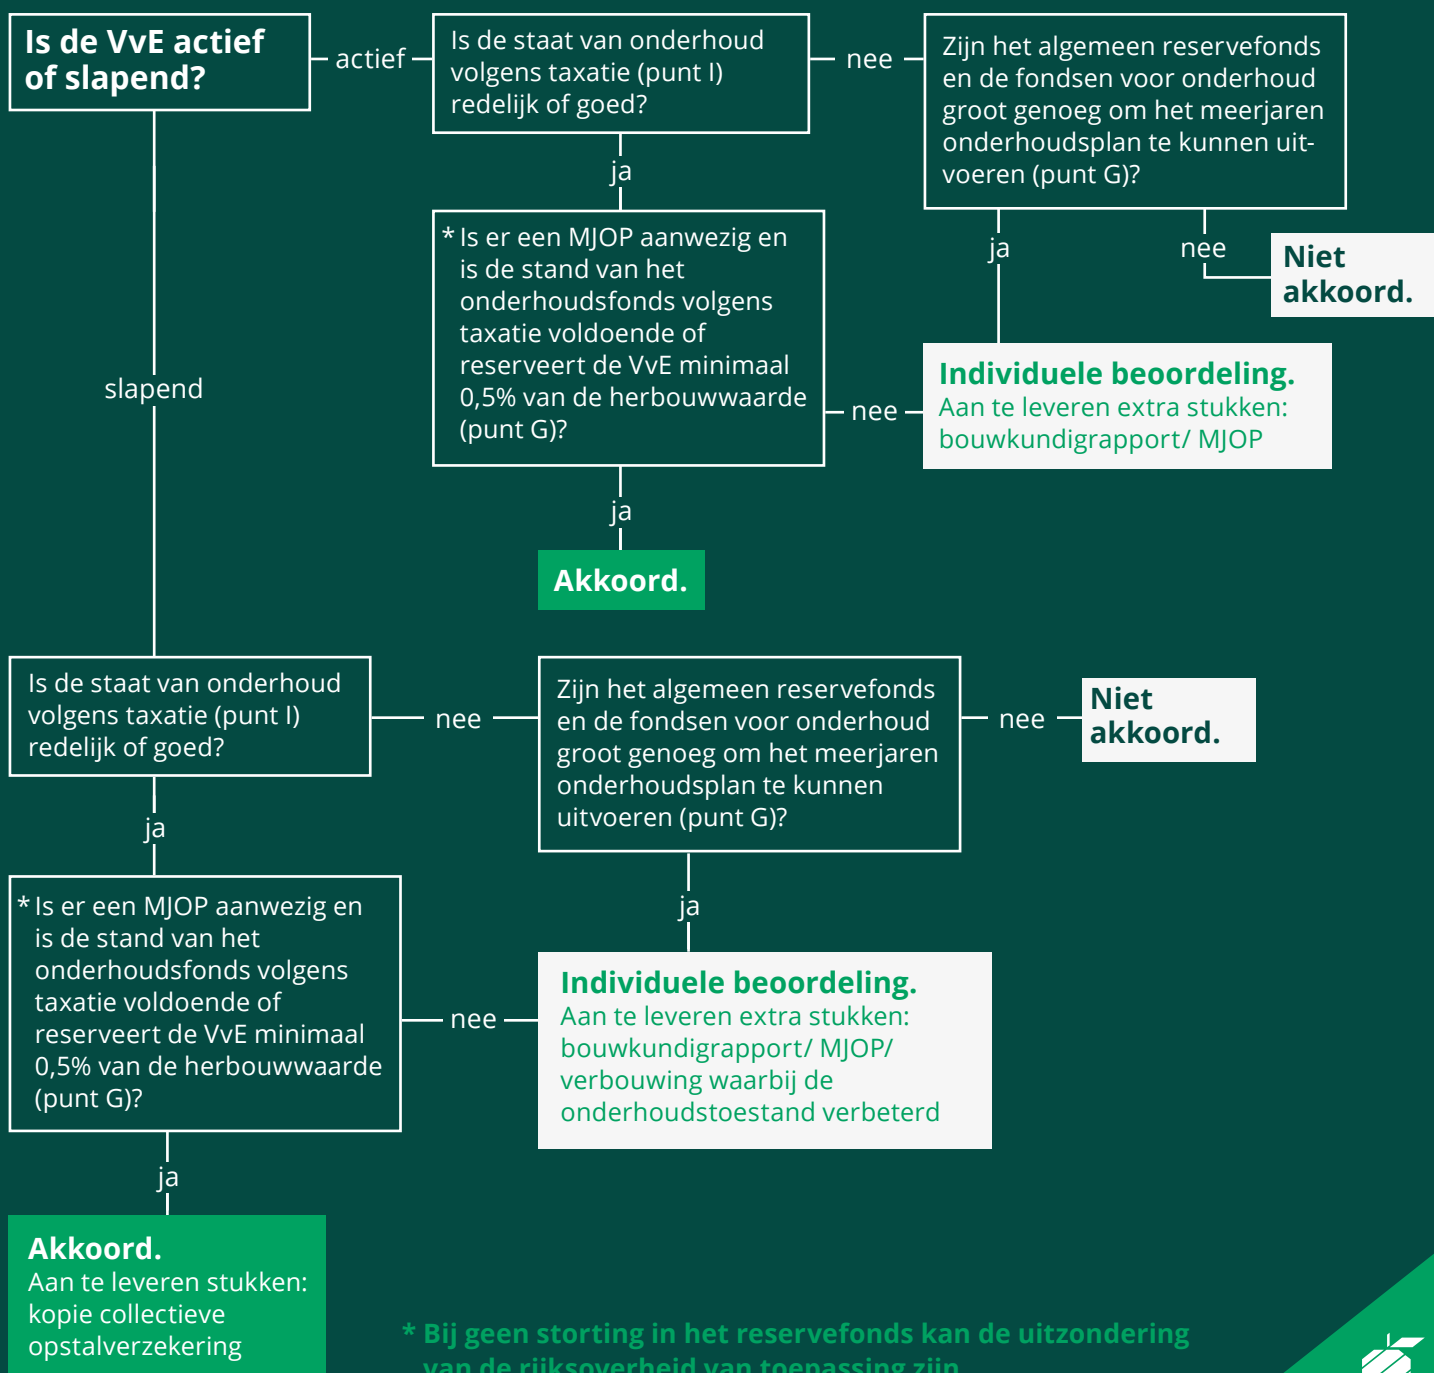 Is de VvE actief
of slapend?
actief
Is de staat van onderhoud
volgens taxatie (punt I)
redelijk of goed?
nee
Zijn het algemeen reservefonds
en de fondsen voor onderhoud
groot genoeg om het meerjaren
onderhoudsplan te kunnen uit-
voeren (punt G)?
ja
ja
nee
Niet
akkoord.
* Is er een MJOP aanwezig en
is de stand van het
onderhoudsfonds volgens
taxatie voldoende of
reserveert de VvE minimaal
0,5% van de herbouwwaarde
(punt G)?
nee
Individuele beoordeling.
Aan te leveren extra stukken:
bouwkundigrapport/ MJOP
slapend
ja
Akkoord.
Is de staat van onderhoud
volgens taxatie (punt I)
redelijk of goed?
nee
Zijn het algemeen reservefonds
en de fondsen voor onderhoud
groot genoeg om het meerjaren
onderhoudsplan te kunnen
uitvoeren (punt G)?
nee
Niet
akkoord.
ja
ja
* Is er een MJOP aanwezig en
is de stand van het
onderhoudsfonds volgens
taxatie voldoende of
reserveert de VvE minimaal
0,5% van de herbouwwaarde
(punt G)?
nee
Individuele beoordeling.
Aan te leveren extra stukken:
bouwkundigrapport/ MJOP/
verbouwing waarbij de
onderhoudstoestand verbeterd
ja
Akkoord.
Aan te leveren stukken:
kopie collectieve
opstalverzekering
* Bij geen storting in het reservefonds kan de uitzondering
van de rijksoverheid van toepassing zijn